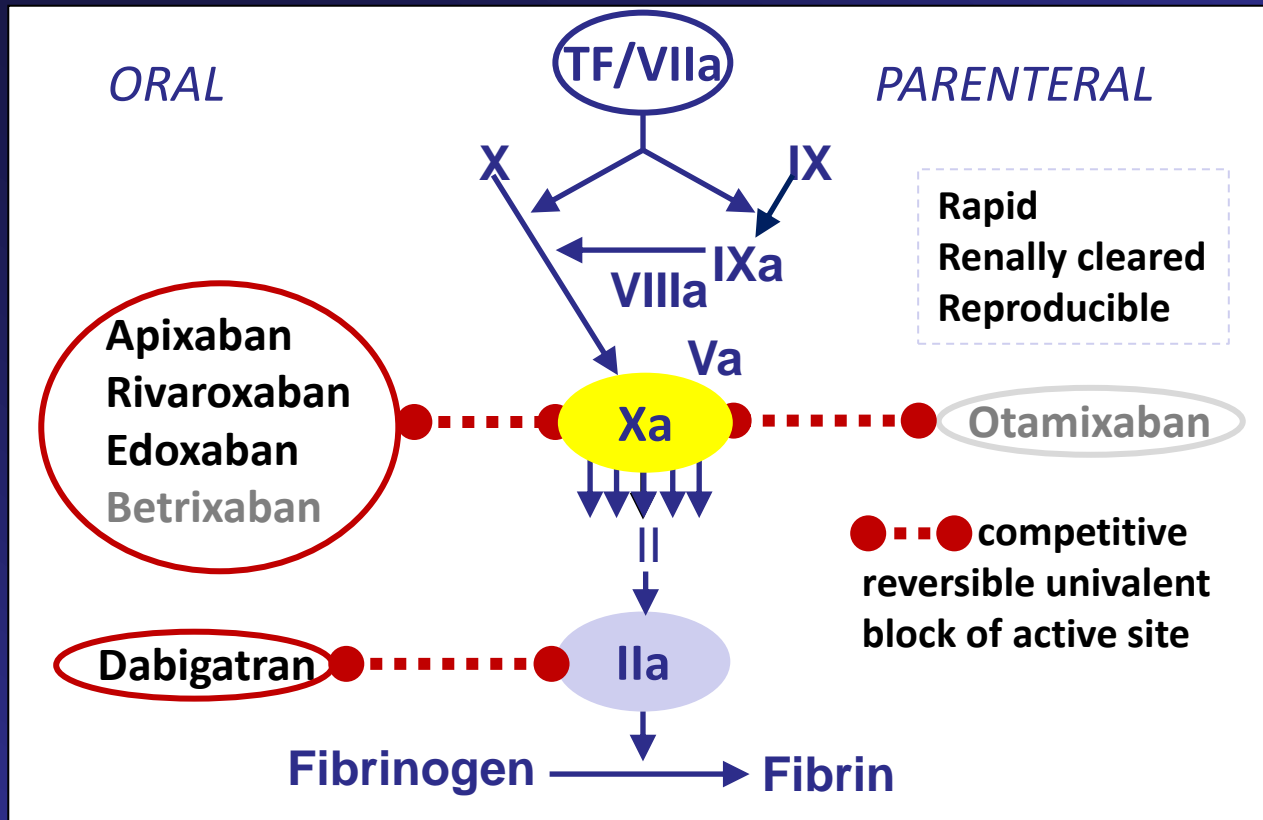 TF/VIIa
ORAL
PARENTERAL
X
IX
Rapid
Renally cleared
Reproducible
IXa
VIIIa
Apixaban
Rivaroxaban
Edoxaban
Betrixaban
Va
Xa
Otamixaban
II
competitive
reversible univalent
block of active site
Dabigatran
IIa
Fibrinogen
Fibrin